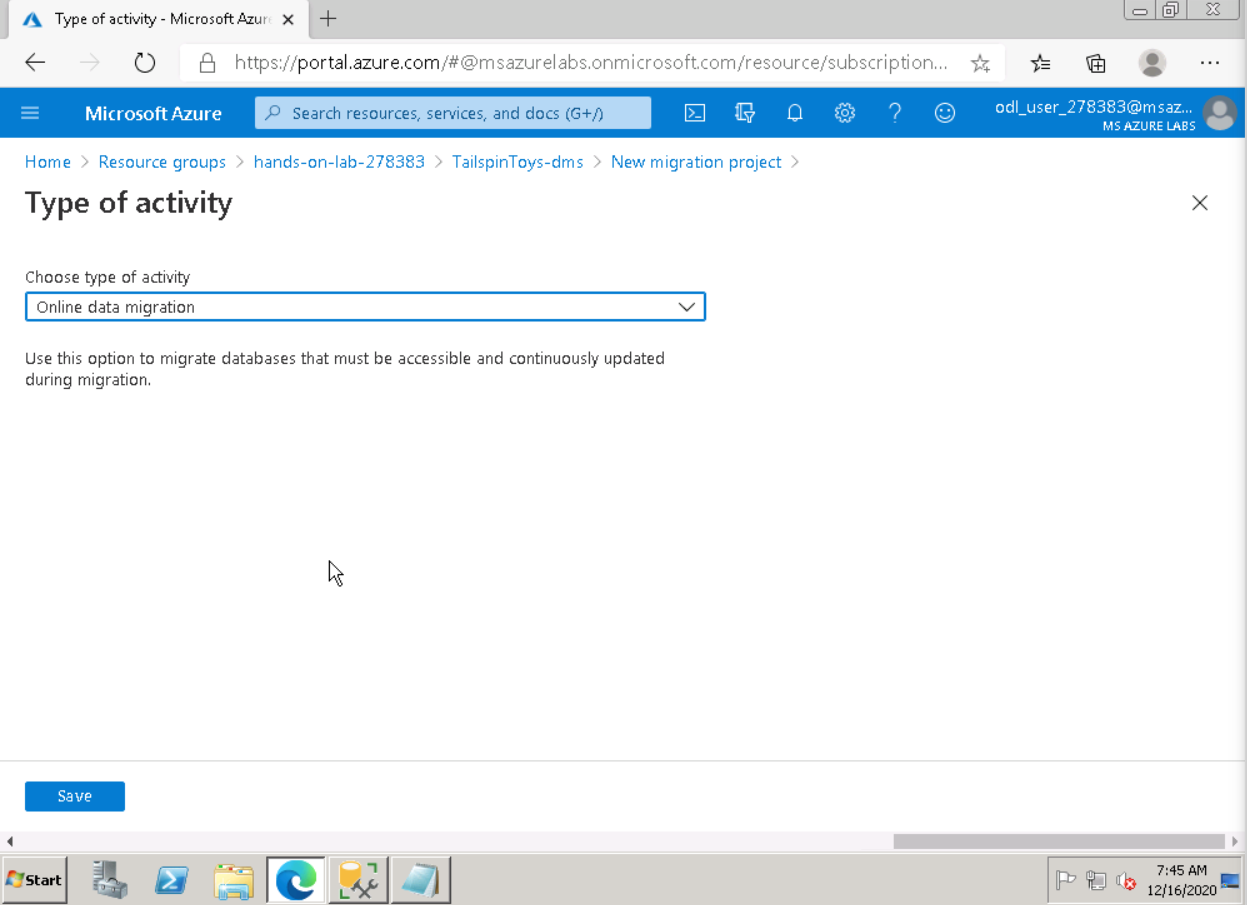 Type of activity - Microsoft Azur
https://portal.azure.com/#@msazurelabs.onmicrosoft.com/resource/subscription...
Microsoft Azure
Search resources, services, and docs (G+/)
odl_user_278383@msaz...
MS AZURE LABS
Home > Resource groups > hands-on-lab-278383 > TailspinToys-dms > New migration project >
Type of activity
Choose type of activity
Online data migration
Use this option to migrate databases that must be accessible and continuously updated
during migration.
Save
Start
7:45 AM
12/16/2020